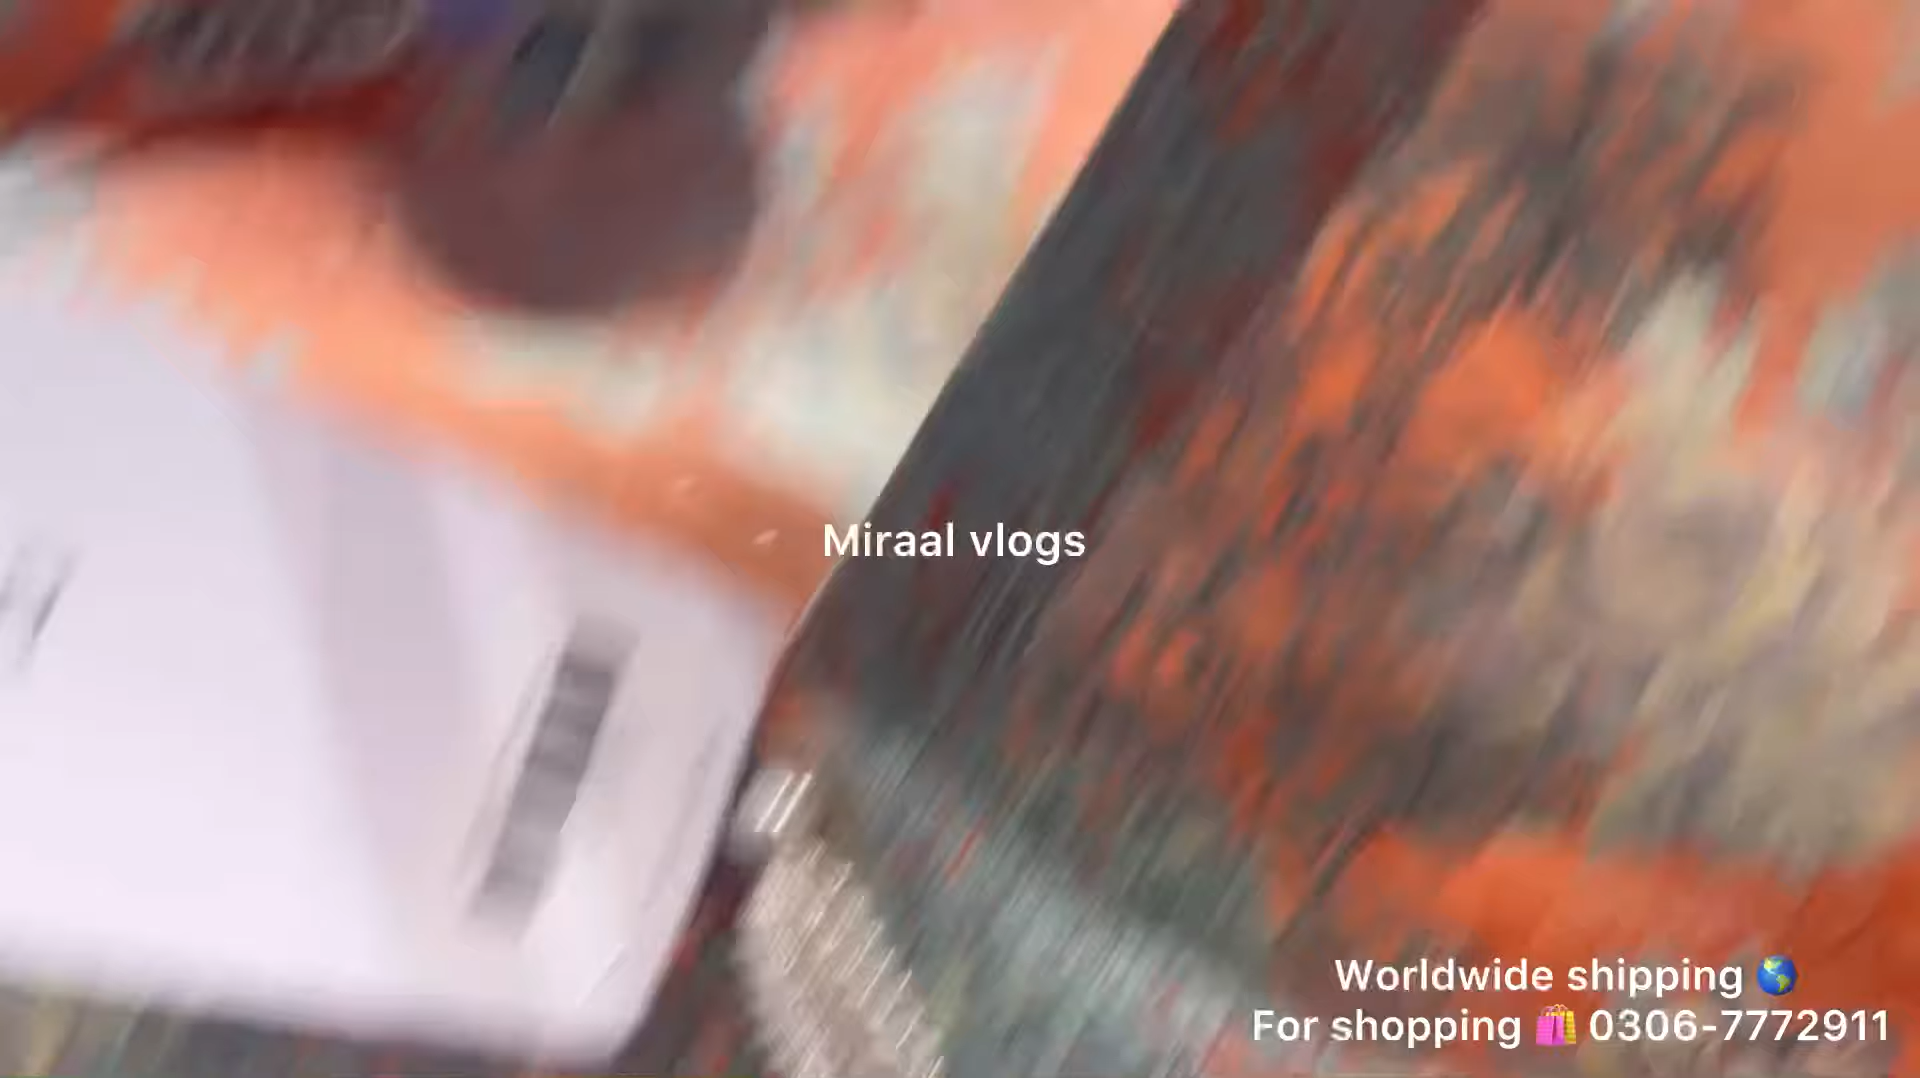 Miraal vlogs
Worldwide shipping 🌎
For shopping 🛍️ 0306-7772911